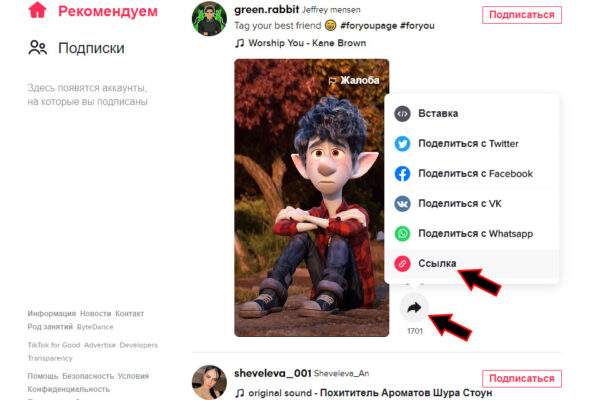 Рекомендуем
Подписки
Здесь появятся аккаунты,
на которые вы подписаны
Информация Новости Контакт
Род занятий ByteDance
TikTok for Good Advertise Developers
Transparency
Помощь Безопасность Условия
Конфиденциальность
green.rabbit Jeffrey mensen
Подписаться
Tag your best friend 😄 #foryoupage #foryou
♫ Worship You - Kane Brown
Жалоба
Вставка
Поделиться с Twitter
Поделиться с Facebook
Поделиться с VK
Поделиться с Whatsapp
Ссылка
1701
sheveleva_001 Sheveleva_An
Подписаться
♫ original sound - Похититель Ароматов Шура Стоун